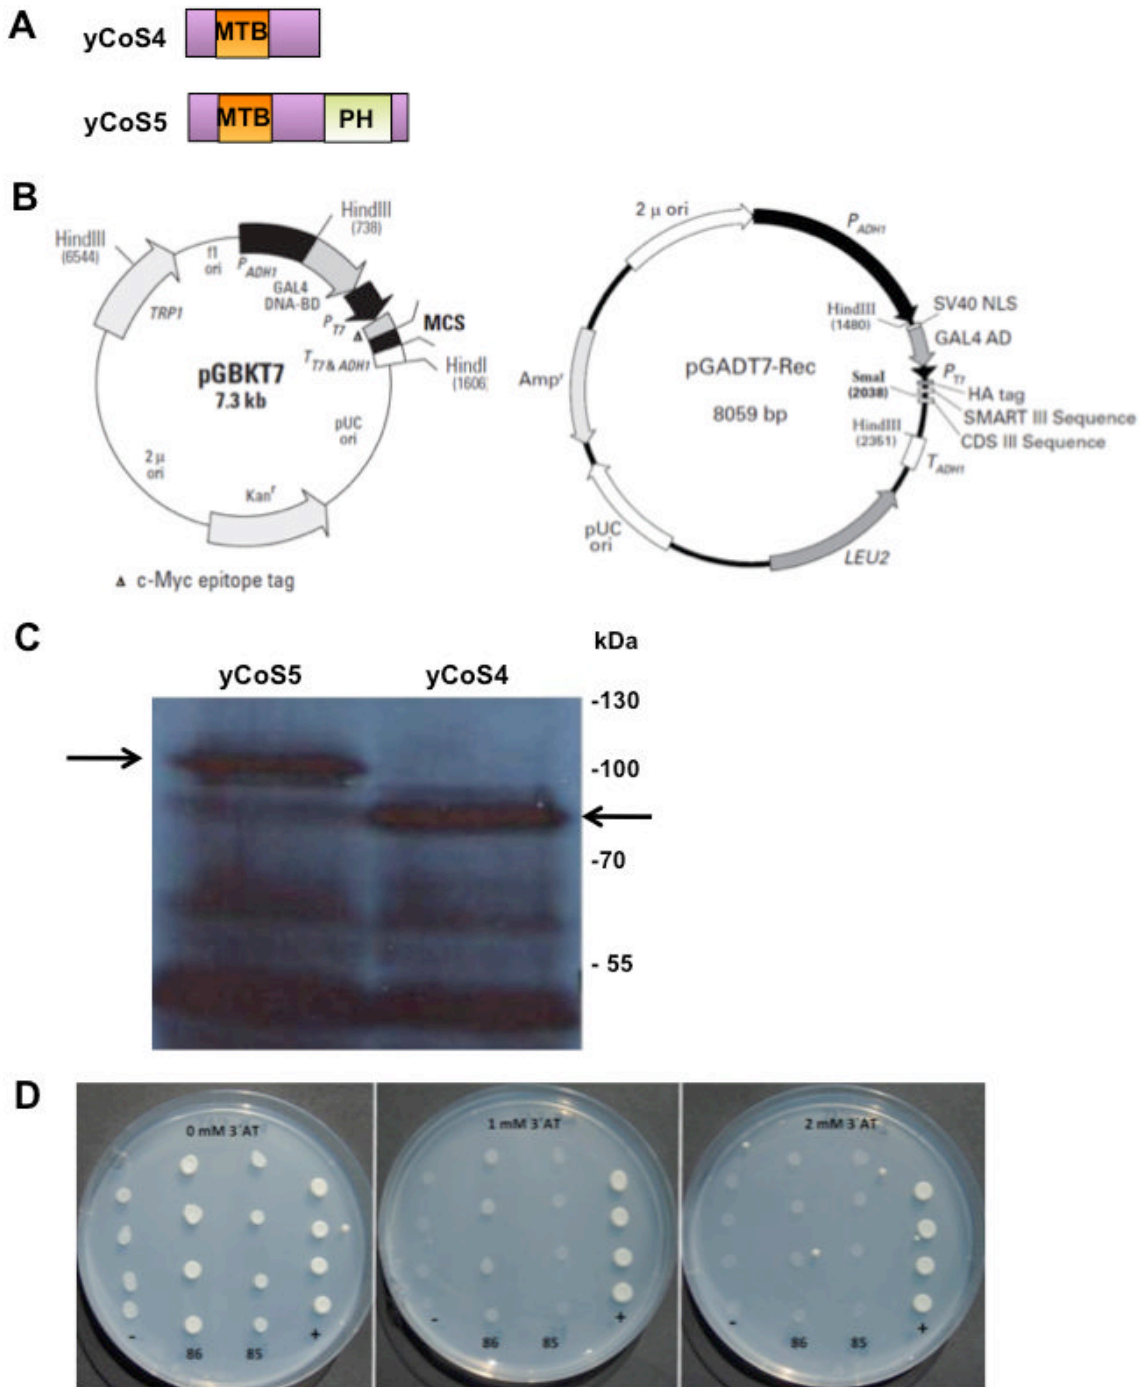 A
yCoS4
MTB
yCoS5
MTB
PH
B
HindIII
(6544)
f1
ori
HindIII
(738)
P ADH1
GAL4
DNA-BD
TRP1
P T7
MCS
T T7 & ADH1
HindI
(1606)
pGBKT7
7.3 kb
pUC
ori
2 μ
ori
Kanr
Δ c-Myc epitope tag
2 μ ori
PADH1
HindIII
(1480)
SV40 NLS
GAL4 AD
pGADT7-Rec
8059 bp
Ampr
SmaI
(2038)
PT7
HA tag
SMART III Sequence
CDS III Sequence
HindIII
(2351)
TADH1
pUC
ori
LEU2
C
kDa
yCoS5
yCoS4
-130
-100
-70
- 55
D
0 mM 3´AT
- 86 85 +
1 mM 3´AT
- 86 85 +
2 mM 3´AT
- 86 85 +